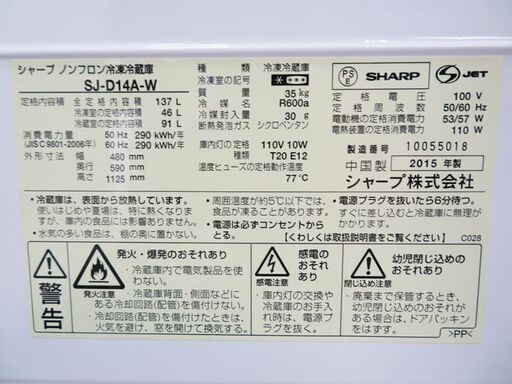 シャープ ノンフロン冷凍冷蔵庫
SJ-D14A-W
定格内容積 全定格内容積 137 L
冷凍室 46 L
冷蔵室 91 L
消費電力量 50 Hz 290 kWh/年
(JIS C 9801-2006年) 60 Hz 290 kWh/年
外形寸法 幅 480 mm
奥行 590 mm
高さ 1125 mm
種類 冷凍冷蔵庫
冷凍室の記号
質量 35 kg
冷媒 R600a
冷媒封入量 30 g
断熱発泡ガス シクロペンタン
庫内灯の定格 110V 10W
種類 T20 E12
温度ヒューズの定格動作温度
77℃
PS
E
SHARP
JET
定格電圧 100 V
定格周波数 50/60 Hz
電動機の定格消費電力 53/57 W
電熱装置の定格消費電力 110 W
製造番号 10055018
中国製 2015年製
シャープ株式会社
・冷蔵庫は、表面から放熱しています。
使いはじめや夏場は、特に熱くなりますが、庫内の食品には影響ありません。
・水気の多い食品は、棚の奥に置かない。
・周囲温度が約5℃以下では、食品が凍ることがあります。
・電源は必ずコンセントからとる。
・電源プラグを抜いたら6分待つ。
すぐに差し込むと冷蔵庫に無理がかかります。
【くわしくは取扱説明書をご覧ください】
C028
警告
発火・爆発のおそれあり
発火注意
・冷蔵庫内で電気製品を使わない。
・冷蔵庫背面・側面などにある冷却回路(配管)を傷付けない。
・冷却回路(配管)を傷付けたときは、火気を避け、窓を開けて換気する。
感電のおそれあり
感電注意
・庫内灯の交換や冷蔵庫のお手入れ時は、電源プラグを抜く。
幼児閉じ込めのおそれあり
閉じ込め注意
・廃棄まで保管するときは、幼児が閉じ込められないように、ドアパッキンをはずす。
>PP<